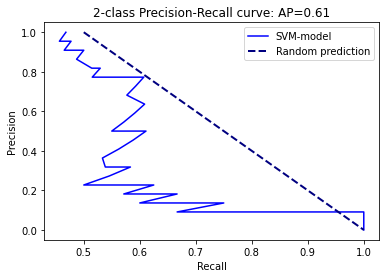 2-class Precision-Recall curve: AP=0.61
SVM-model
Random prediction
Precision
1.0
0.8
0.6
0.4
0.2
0.0
0.5 0.6 0.7 0.8 0.9 1.0
Recall